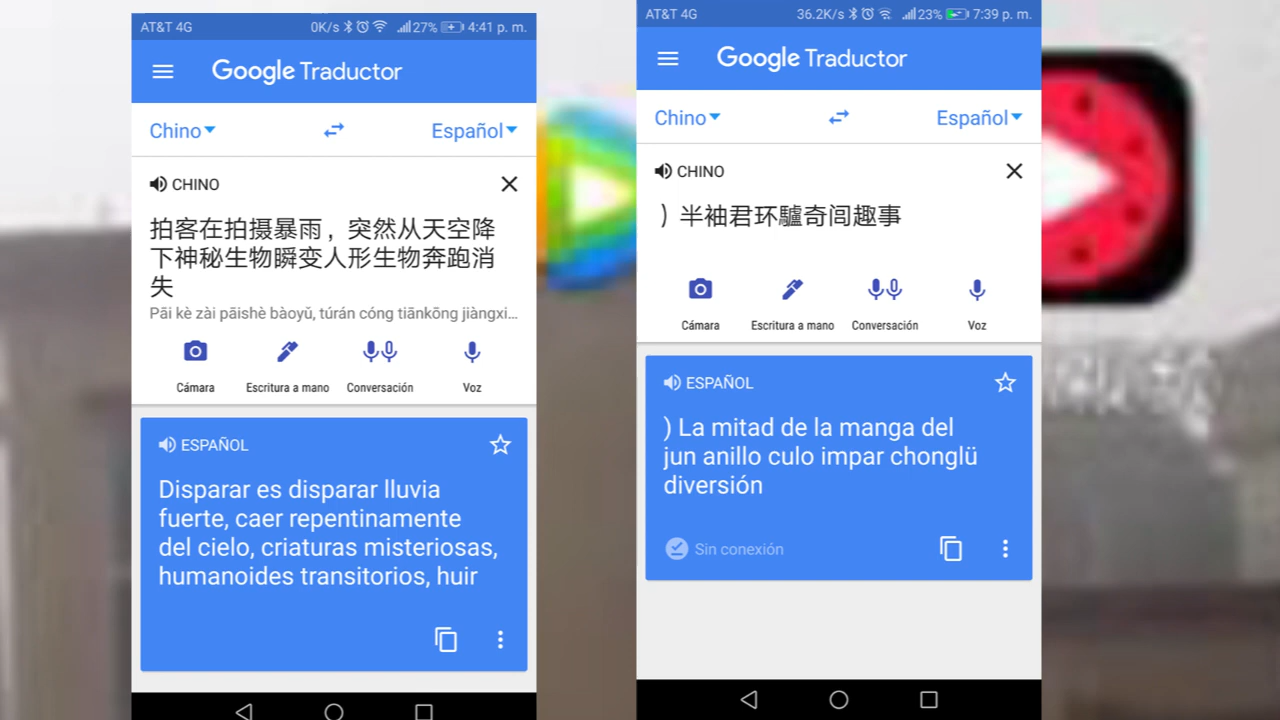 AT&T 4G
0K/s 27% 4:41 p. m.
Google Traductor
Chino
Español
CHINO
拍客在拍摄暴雨，突然从天空降
下神秘生物瞬变人形生物奔跑消
失
Pāi kè zài pāishè bàoyǔ, túrán cóng tiānkōng jiàngxi...
Cámara
Escritura a mano
Conversación
Voz
ESPAÑOL
Disparar es disparar lluvia
fuerte, caer repentinamente
del cielo, criaturas misteriosas,
humanoides transitorios, huir
AT&T 4G
36.2K/s 23% 7:39 p. m.
Google Traductor
Chino
Español
CHINO
）半袖君环驢奇闾趣事
Cámara
Escritura a mano
Conversación
Voz
ESPAÑOL
) La mitad de la manga del
jun anillo culo impar chonglü
diversión
Sin conexión